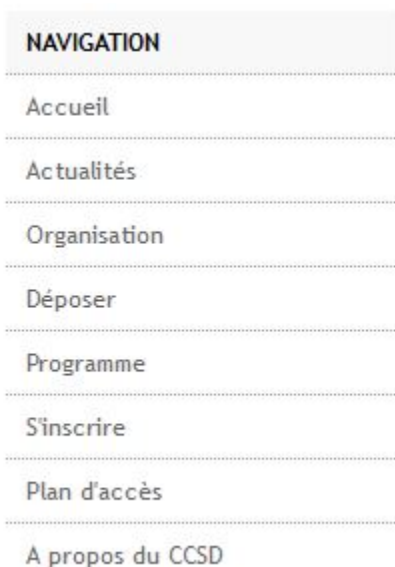 NAVIGATION
Accueil
Actualités
Organisation
Déposer
Programme
S'inscrire
Plan d'accès
A propos du CCSD